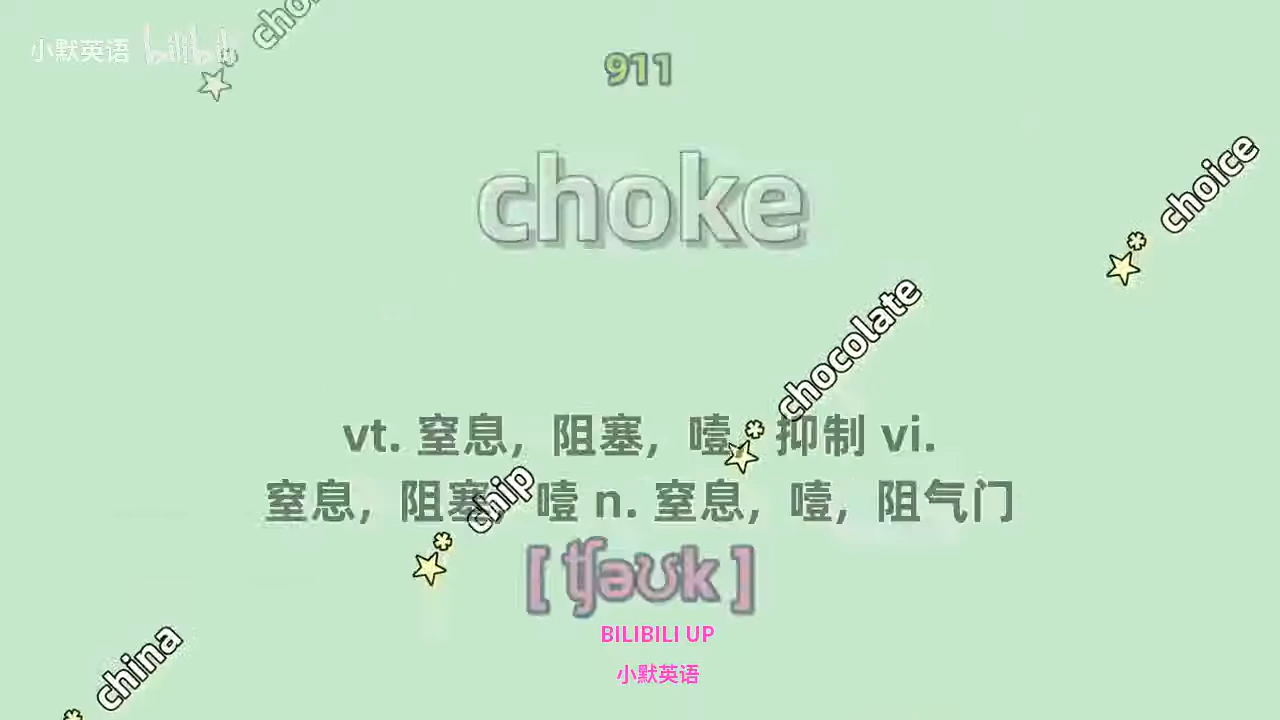 小默英语 bilibili
cho
911
choke
choice
chocolate
vt. 窒息，阻塞，噎，抑制 vi.
窒息，阻塞，噎 n. 窒息，噎，阻气门
chip
[ tʃəʊk ]
BILIBILI UP
小默英语
china